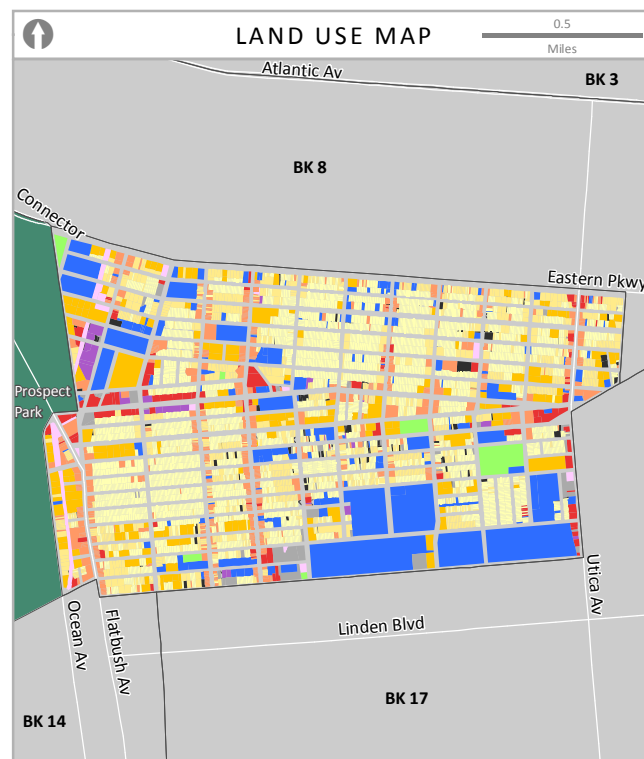 LAND USE MAP
0.5
Miles
Atlantic Av
BK 3
BK 8
Connector
Eastern Pkwy
Prospect
Park
Utica Av
Ocean Av
Flatbush Av
Linden Blvd
BK 17
BK 14